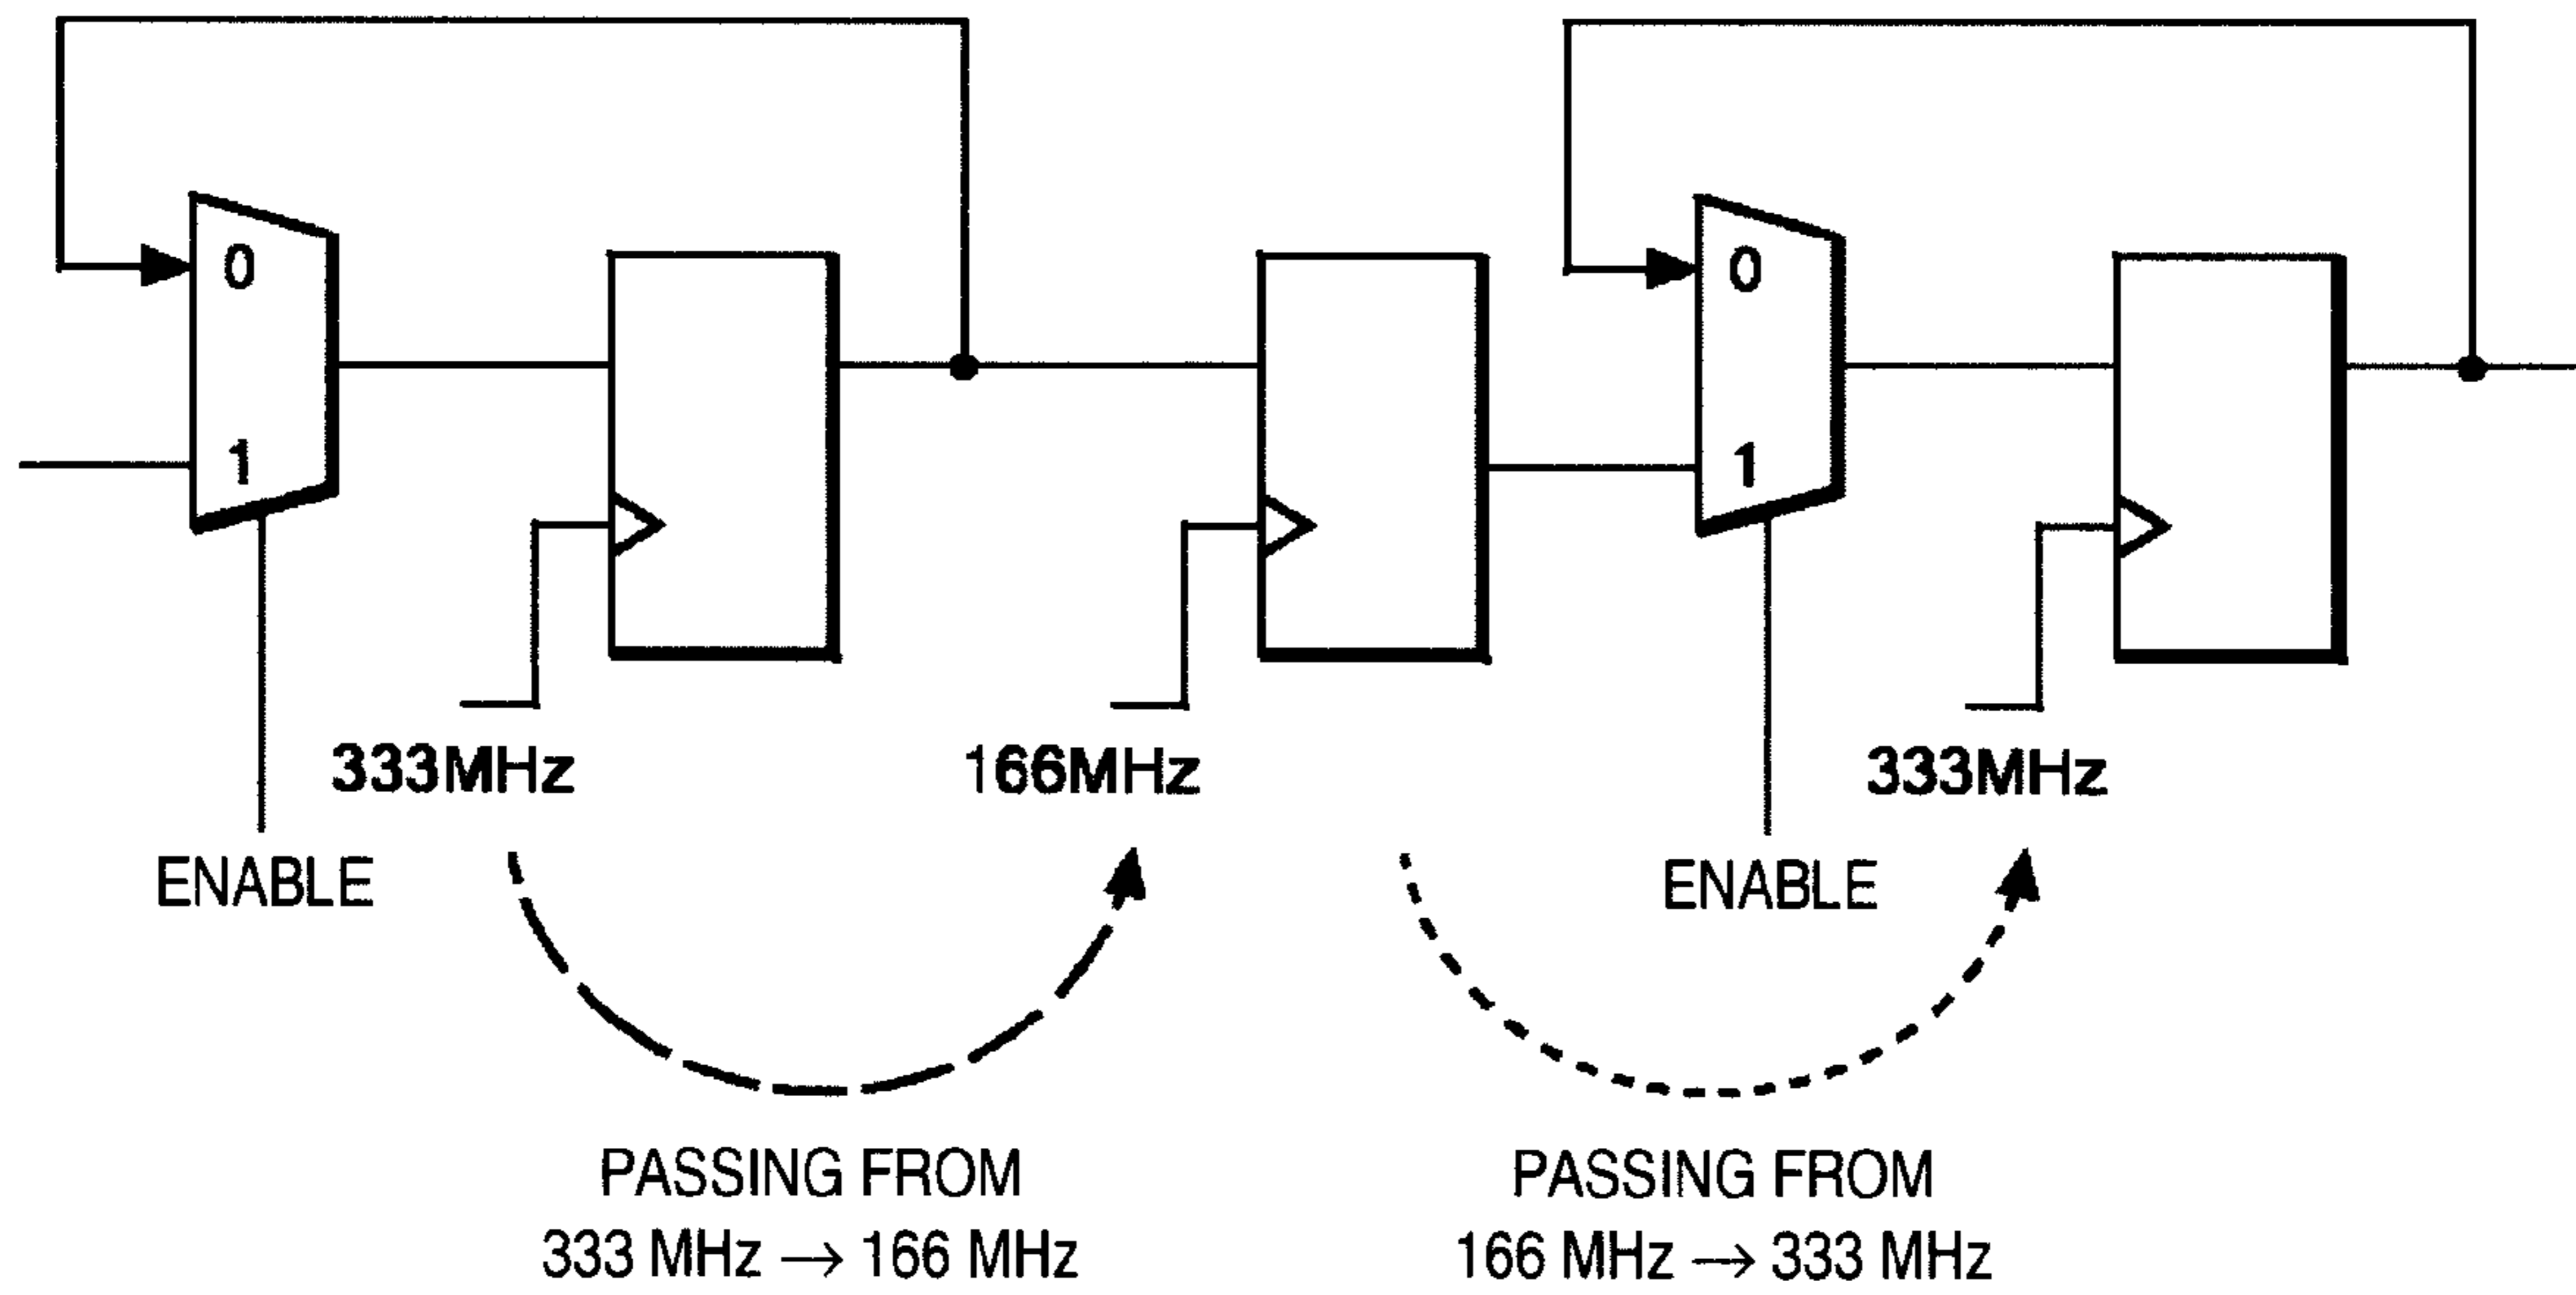 0
0
1
1
333MHz
166MHz
333MHz
ENABLE
ENABLE
PASSING FROM
333 MHz → 166 MHz
PASSING FROM
166 MHz → 333 MHz